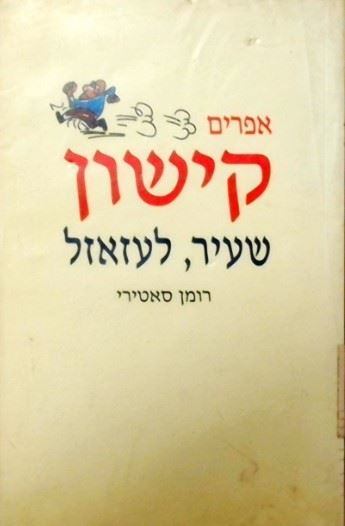 אפרים
קישון
שעיר, לעזאזל
רומן סאטירי